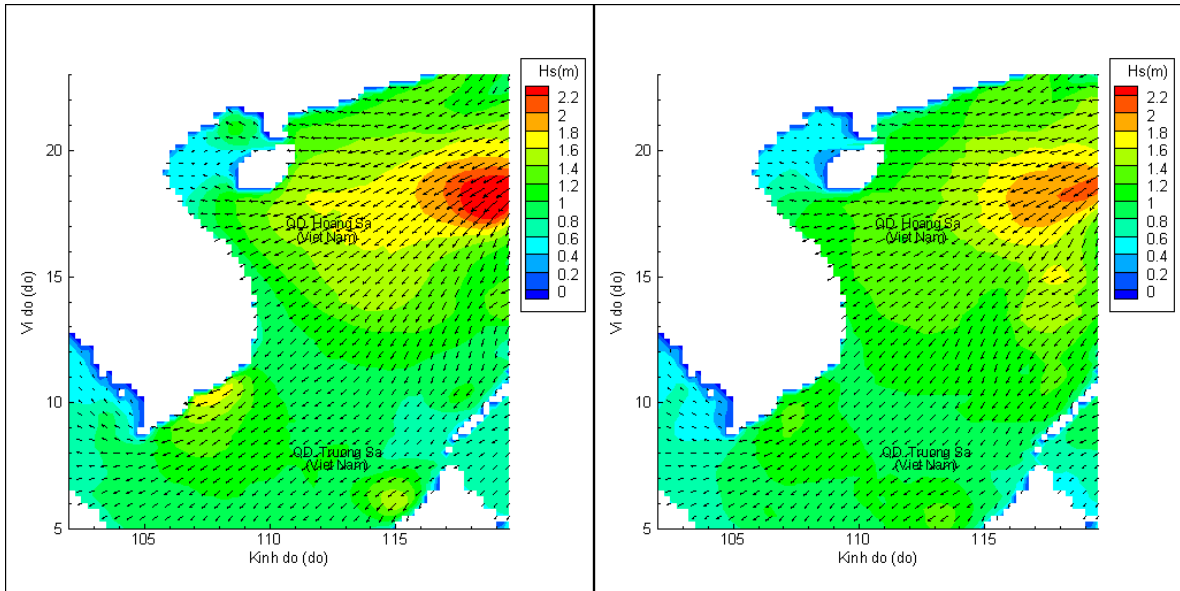 Hs(m)
2.2
2
1.8
1.6
1.4
1.2
1
0.8
0.6
0.4
0.2
0
20
15
10
5
Vi do (do)
QD. Hoang Sa
(Viet Nam)
QD. Truong Sa
(Viet Nam)
105
110
115
Kinh do (do)
Hs(m)
2.2
2
1.8
1.6
1.4
1.2
1
0.8
0.6
0.4
0.2
0
20
15
10
5
Vi do (do)
QD. Hoang Sa
(Viet Nam)
QD. Truong Sa
(Viet Nam)
105
110
115
Kinh do (do)